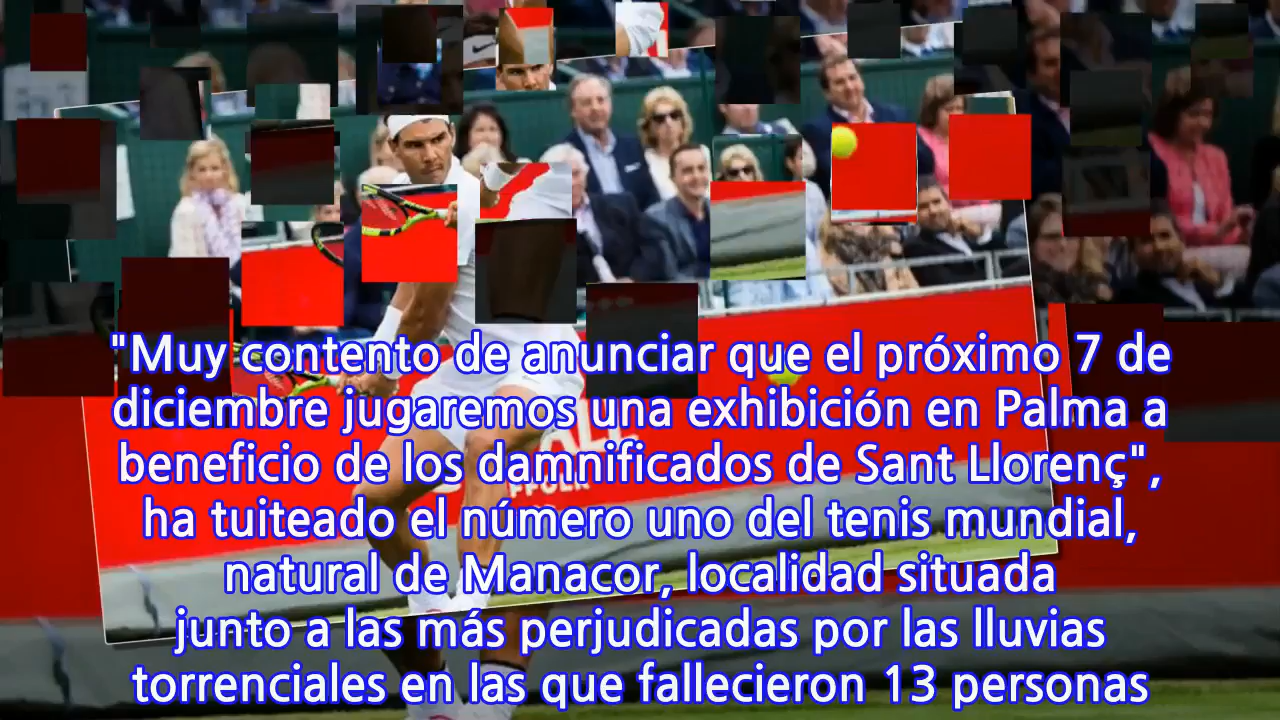 "Muy contento de anunciar que el próximo 7 de
diciembre jugaremos una exhibición en Palma a
beneficio de los damnificados de Sant Llorenç",
ha tuiteado el número uno del tenis mundial,
natural de Manacor, localidad situada
junto a las más perjudicadas por las lluvias
torrenciales en las que fallecieron 13 personas